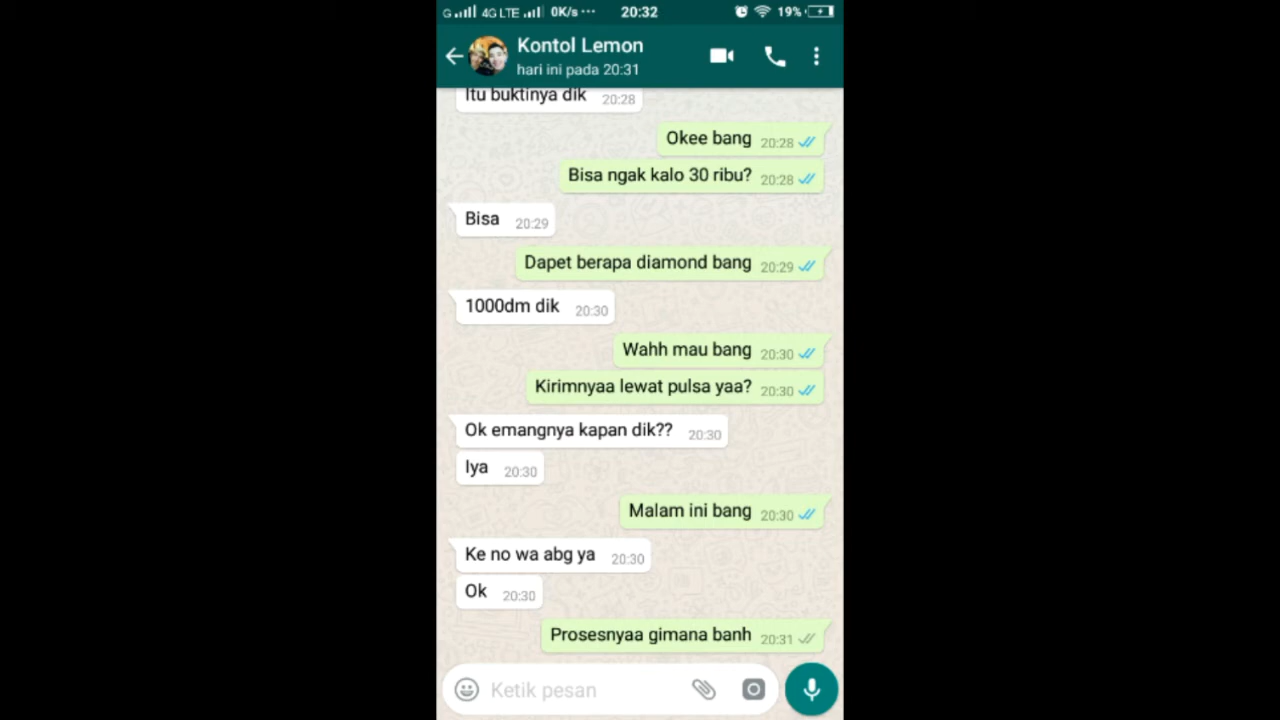 G 4G LTE 0K/s ··· 20:32 19%
Kontol Lemon
hari ini pada 20:31
Itu buktinya dik 20:28
Okee bang 20:28
Bisa ngak kalo 30 ribu? 20:28
Bisa 20:29
Dapet berapa diamond bang 20:29
1000dm dik 20:30
Wahh mau bang 20:30
Kirimnyaa lewat pulsa yaa? 20:30
Ok emangnya kapan dik?? 20:30
Iya 20:30
Malam ini bang 20:30
Ke no wa abg ya 20:30
Ok 20:30
Prosesnyaa gimana banh 20:31
Ketik pesan